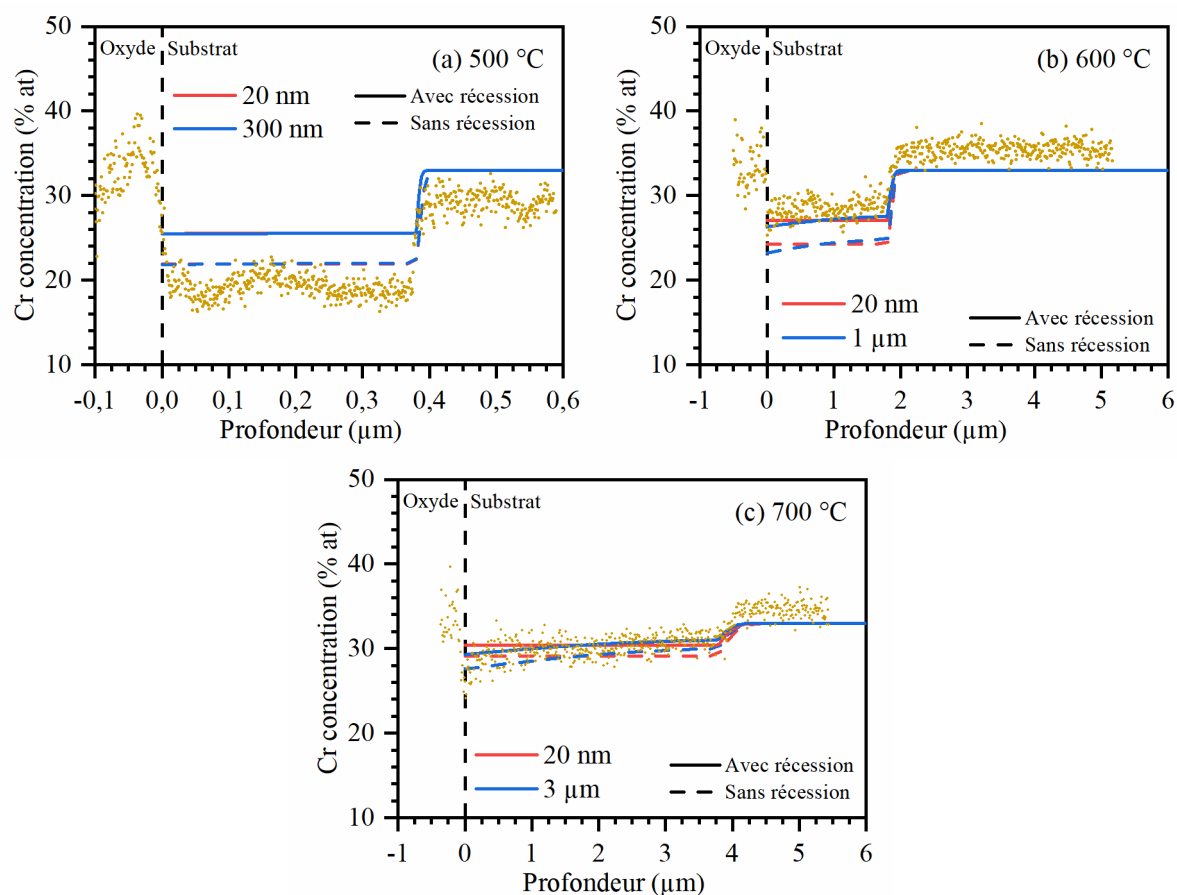 50
40
30
20
10
Cr concentration (% at)
Oxyde
Substrat
(a) 500 °C
20 nm
300 nm
Avec récession
Sans récession
-0,1
0,0
0,1
0,2
0,3
0,4
0,5
0,6
Profondeur (µm)
50
40
30
20
10
Cr concentration (% at)
Oxyde
Substrat
(b) 600 °C
20 nm
1 µm
Avec récession
Sans récession
-1
0
1
2
3
4
5
6
Profondeur (µm)
50
40
30
20
10
Cr concentration (% at)
Oxyde
Substrat
(c) 700 °C
20 nm
3 µm
Avec récession
Sans récession
-1
0
1
2
3
4
5
6
Profondeur (µm)